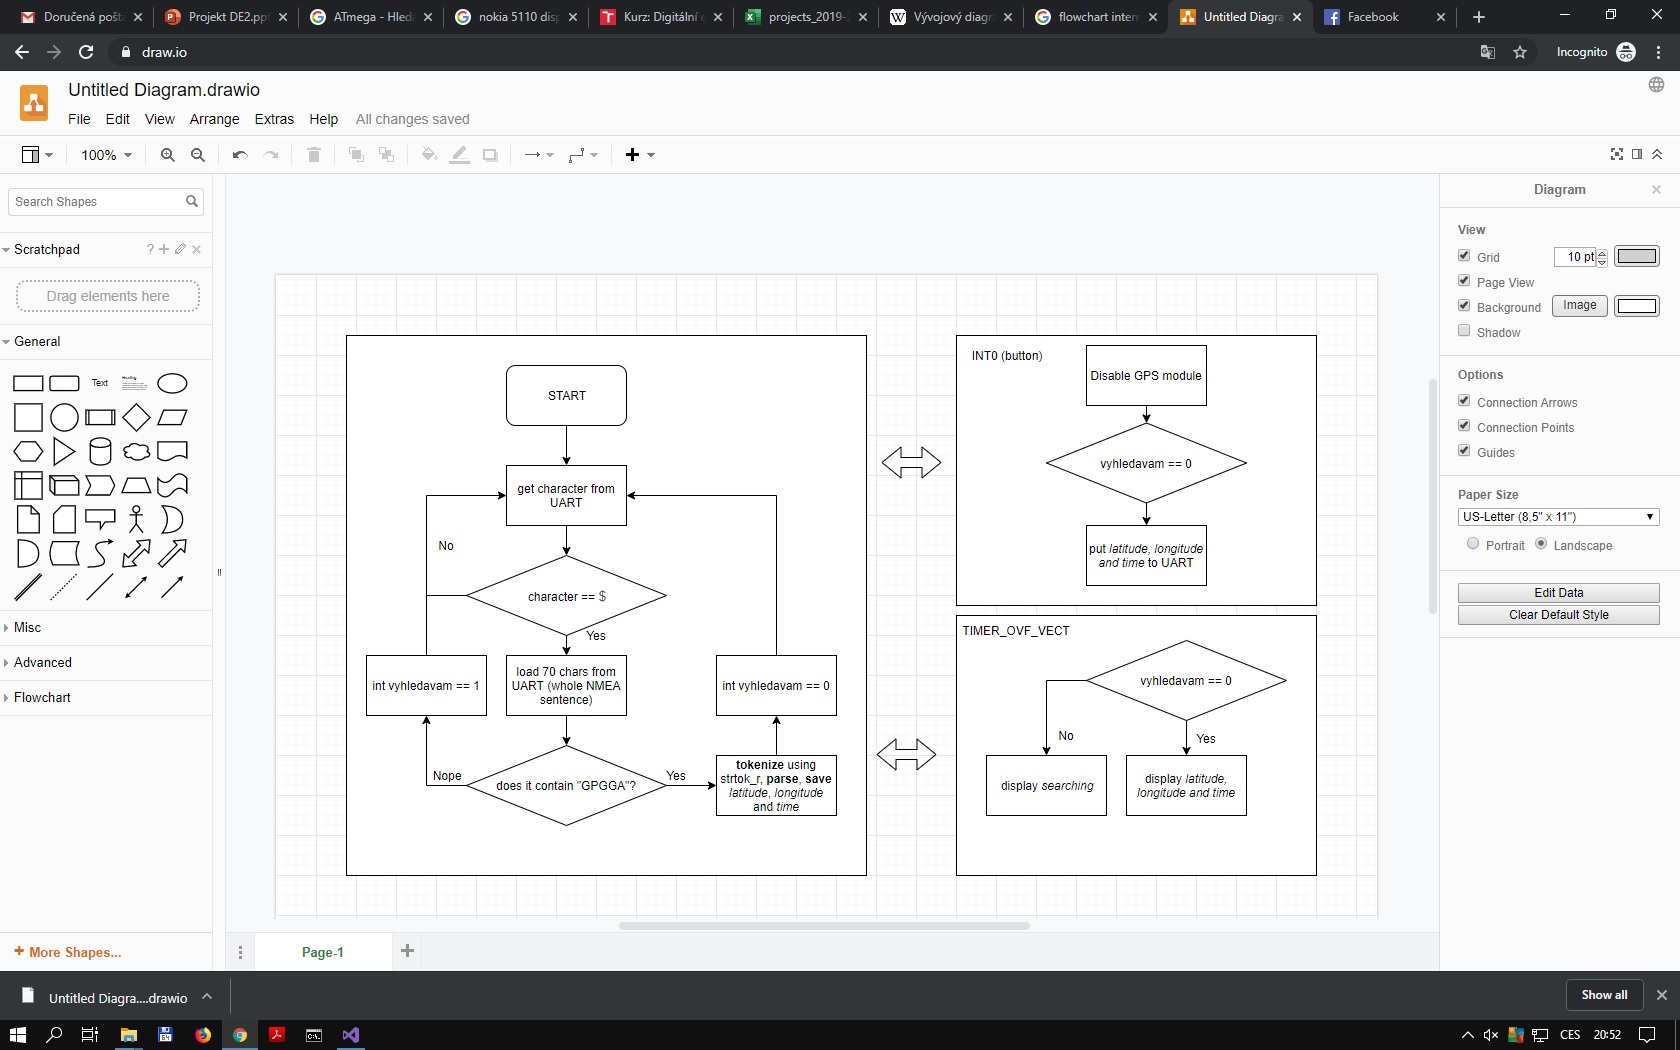 Doručená pošt
Projekt DE2.pp
ATmega - Hled
nokia 5110 dis
Kurz: Digitální
projects_2019-
Vývojový diagr
flowchart inter
Untitled Diagra
Facebook
draw.io
Incognito
Untitled Diagram.drawio
File Edit View Arrange Extras Help All changes saved
100%
Search Shapes
Scratchpad
?
Drag elements here
General
Text
Heading
Misc
Advanced
Flowchart
+ More Shapes...
START
get character from
UART
No
character == $
Yes
int vyhledavam == 1
load 70 chars from
UART (whole NMEA
sentence)
int vyhledavam == 0
Nope
does it contain "GPGGA"?
Yes
tokenize using
strtok_r, parse, save
latitude, longitude
and time
INT0 (button)
Disable GPS module
vyhledavam == 0
put latitude, longitude
and time to UART
TIMER_OVF_VECT
vyhledavam == 0
No
Yes
display searching
display latitude,
longitude and time
Page-1
Diagram
View
Grid 10 pt
Page View
Background Image
Shadow
Options
Connection Arrows
Connection Points
Guides
Paper Size
US-Letter (8,5" x 11")
Portrait Landscape
Edit Data
Clear Default Style
Untitled Diagra....drawio
Show all
CES 20:52